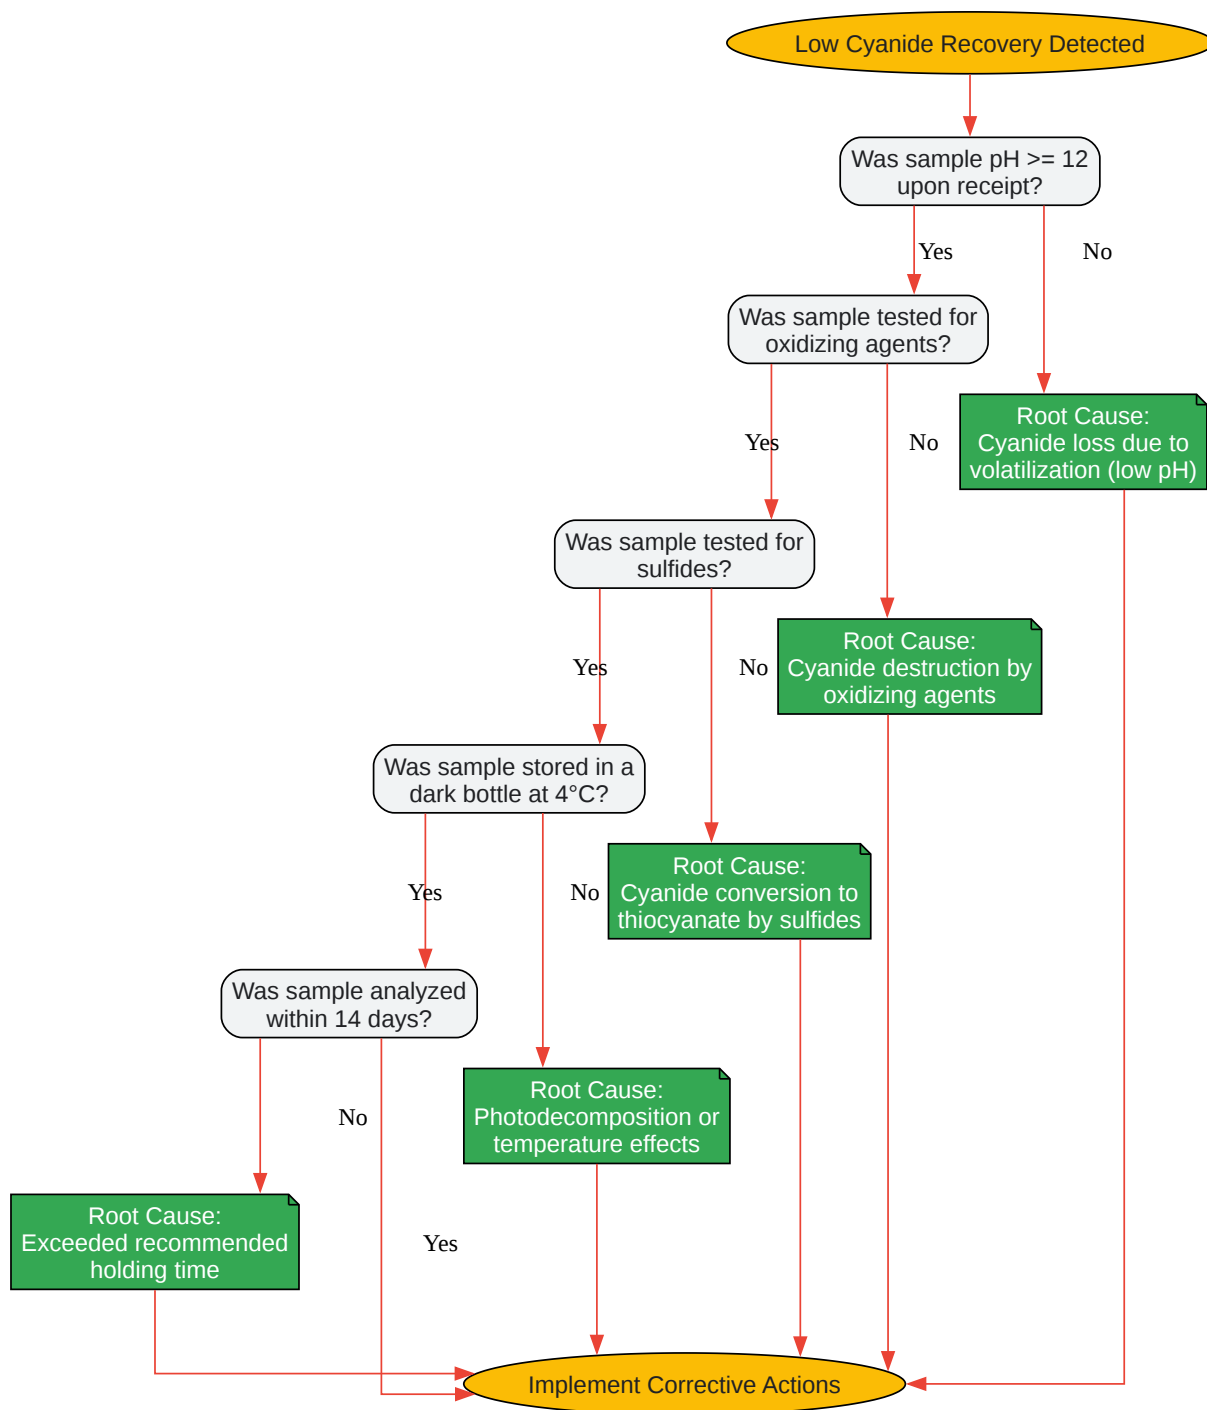 Low Cyanide Recovery Detected
Was sample pH >= 12
upon receipt?
Yes
No
Was sample tested for
oxidizing agents?
Root Cause:
Cyanide loss due to
volatilization (low pH)
Yes
No
Was sample tested for
sulfides?
Root Cause:
Cyanide destruction by
oxidizing agents
Yes
No
Was sample stored in a
dark bottle at 4°C?
Root Cause:
Cyanide conversion to
thiocyanate by sulfides
Yes
No
Was sample analyzed
within 14 days?
Root Cause:
Photodecomposition or
temperature effects
No
Root Cause:
Exceeded recommended
holding time
Yes
Implement Corrective Actions